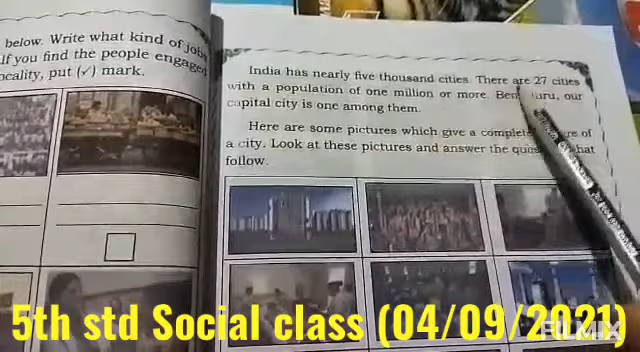 below. Write what kind of jobs
If you find the people engaged
put (✓) mark.
India has nearly five thousand cities. There are 27 cities
with a population of one million or more. our
capital city is one among them.
Here are some pictures which give a of
a city. Look at these pictures and answer the that
follow.
5th std Social class (04/09/2021)